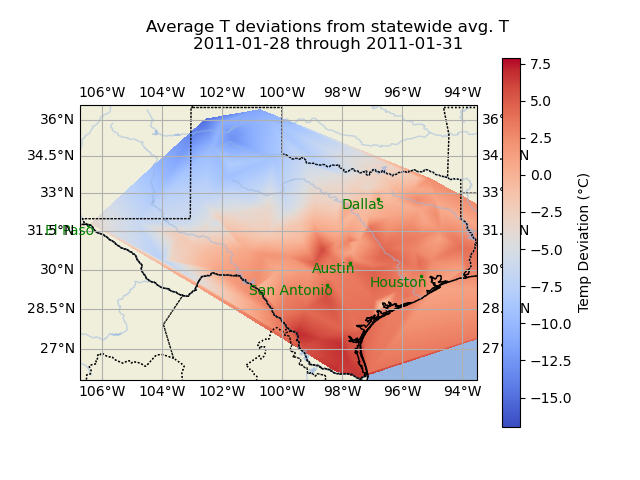 Average T deviations from statewide avg. T
2011-01-28 through 2011-01-31
106°W 104°W 102°W 100°W 98°W 96°W 94°W
36°N 36°
34.5°N 34. N
33°N 33°
Dallas
31.5°N 31. N
El Paso
30°N 30°
Austin
San Antonio
Houston
28.5°N 28. N
27°N 27°
106°W 104°W 102°W 100°W 98°W 96°W 94°W
7.5
5.0
2.5
0.0
−2.5
−5.0
−7.5
−10.0
−12.5
−15.0
Temp Deviation (°C)